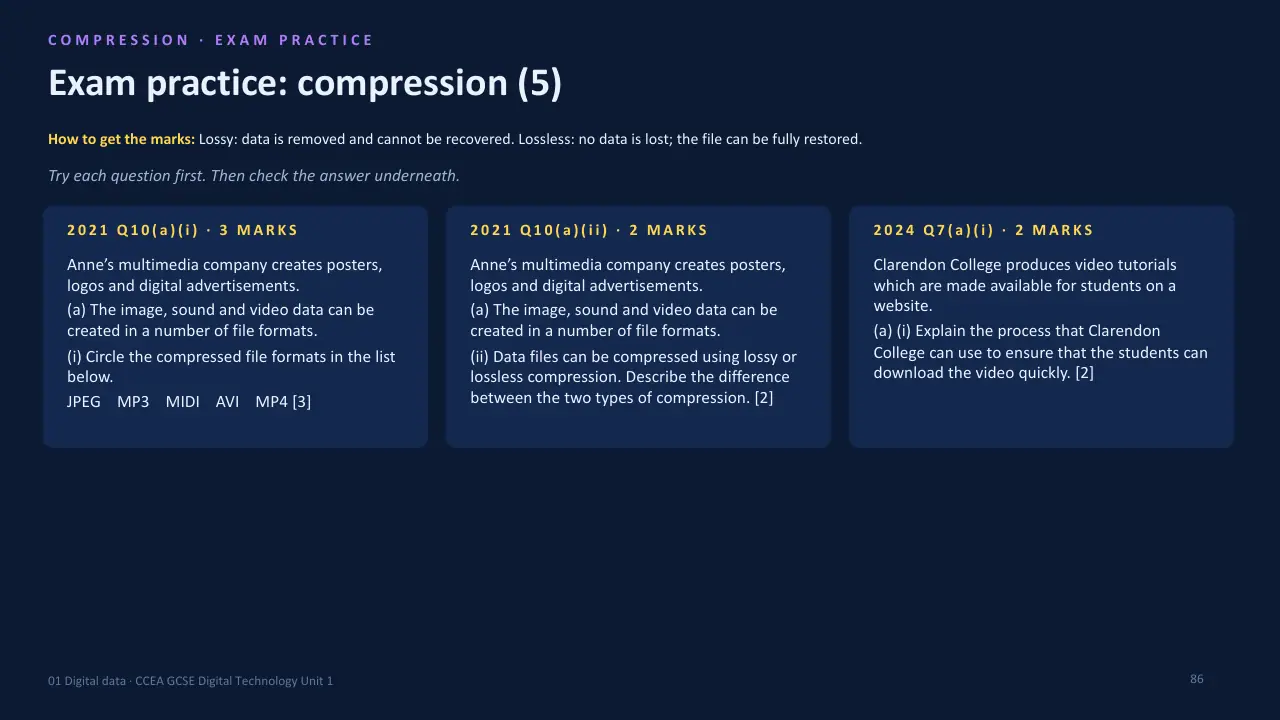 COMPRESSION · EXAM PRACTICE
Exam practice: compression (5)
How to get the marks: Lossy: data is removed and cannot be recovered. Lossless: no data is lost; the file can be fully restored.
Try each question first. Then check the answer underneath.
2021 Q10(a)(i) · 3 MARKS
Anne’s multimedia company creates posters,
logos and digital advertisements.
(a) The image, sound and video data can be
created in a number of file formats.
(i) Circle the compressed file formats in the list
below.
JPEG MP3 MIDI AVI MP4 [3]
2021 Q10(a)(ii) · 2 MARKS
Anne’s multimedia company creates posters,
logos and digital advertisements.
(a) The image, sound and video data can be
created in a number of file formats.
(ii) Data files can be compressed using lossy or
lossless compression. Describe the difference
between the two types of compression. [2]
2024 Q7(a)(i) · 2 MARKS
Clarendon College produces video tutorials
which are made available for students on a
website.
(a) (i) Explain the process that Clarendon
College can use to ensure that the students can
download the video quickly. [2]
01 Digital data · CCEA GCSE Digital Technology Unit 1
86